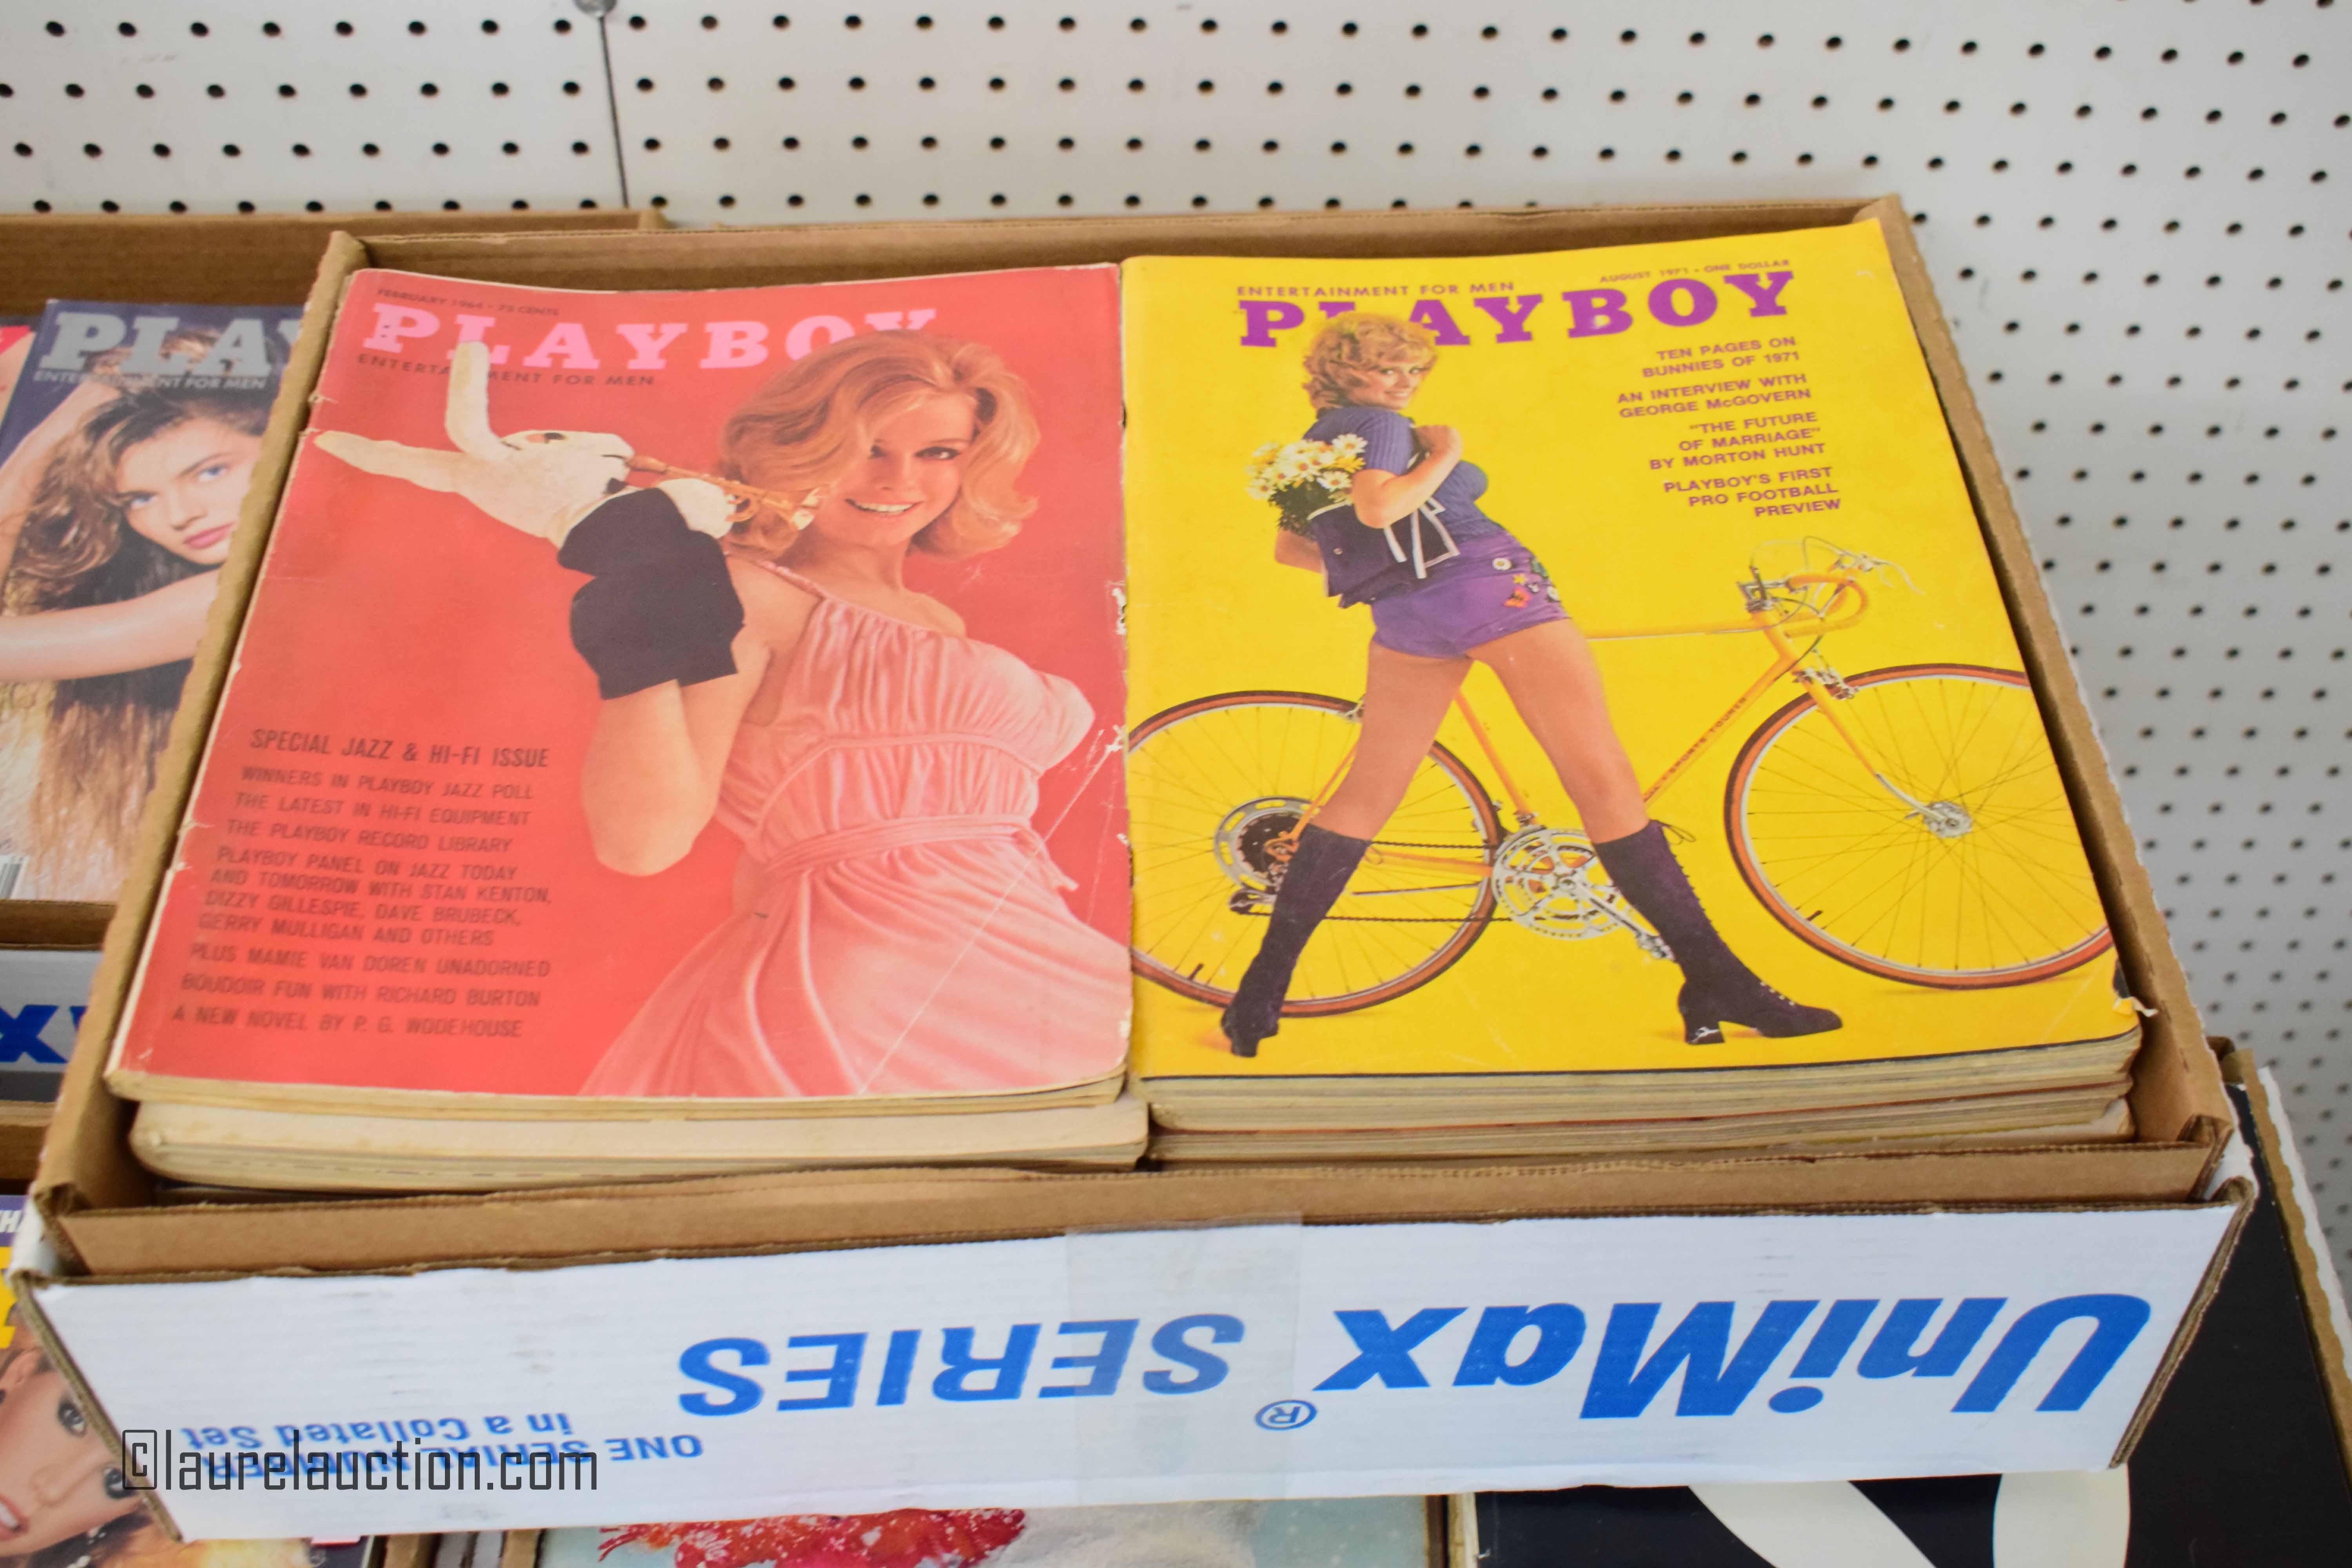 PLA
ENTERTAINMENT FOR MEN
FEBRUARY 1964 • 75 CENTS
PLAYBOY
ENTERTAINMENT FOR MEN
SPECIAL JAZZ & HI-FI ISSUE
WINNERS IN PLAYBOY JAZZ POLL
THE LATEST IN HI-FI EQUIPMENT
THE PLAYBOY RECORD LIBRARY
PLAYBOY PANEL ON JAZZ TODAY
AND TOMORROW WITH STAN KENTON,
DIZZY GILLESPIE, DAVE BRUBECK,
GERRY MULLIGAN AND OTHERS
PLUS MAMIE VAN DOREN UNADORNED
BOUDOIR FUN WITH RICHARD BURTON
A NEW NOVEL BY P. G. WODEHOUSE
ENTERTAINMENT FOR MEN
AUGUST 1971 • ONE DOLLAR
PLAYBOY
TEN PAGES ON
BUNNIES OF 1971
AN INTERVIEW WITH
GEORGE McGOVERN
"THE FUTURE
OF MARRIAGE"
BY MORTON HUNT
PLAYBOY'S FIRST
PRO FOOTBALL
PREVIEW
UniMax® SERIES
ONE SERIAL NUMBER
in a Collated Set
©laurelauction.com